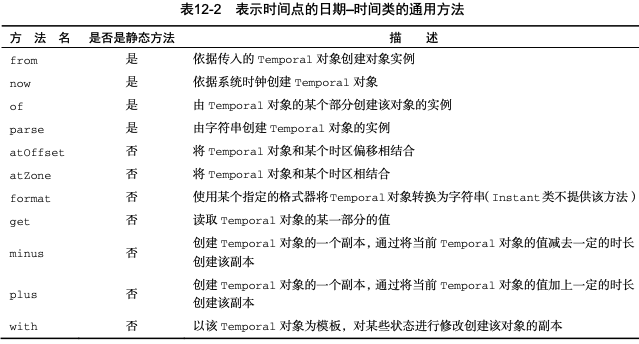 表12-2 表示时间点的日期–时间类的通用方法
方 法 名 是否是静态方法 描 述
from 是 依据传入的 Temporal 对象创建对象实例
now 是 依据系统时钟创建 Temporal 对象
of 是 由 Temporal 对象的某个部分创建该对象的实例
parse 是 由字符串创建 Temporal 对象的实例
atOffset 否 将 Temporal 对象和某个时区偏移相结合
atZone 否 将 Temporal 对象和某个时区相结合
format 否 使用某个指定的格式器将Temporal对象转换为字符串(Instant类不提供该方法)
get 否 读取 Temporal 对象的某一部分的值
minus 否 创建 Temporal 对象的一个副本,通过将当前 Temporal 对象的值减去一定的时长
创建该副本
plus 否 创建 Temporal 对象的一个副本,通过将当前 Temporal 对象的值加上一定的时长
创建该副本
with 否 以该 Temporal 对象为模板,对某些状态进行修改创建该对象的副本